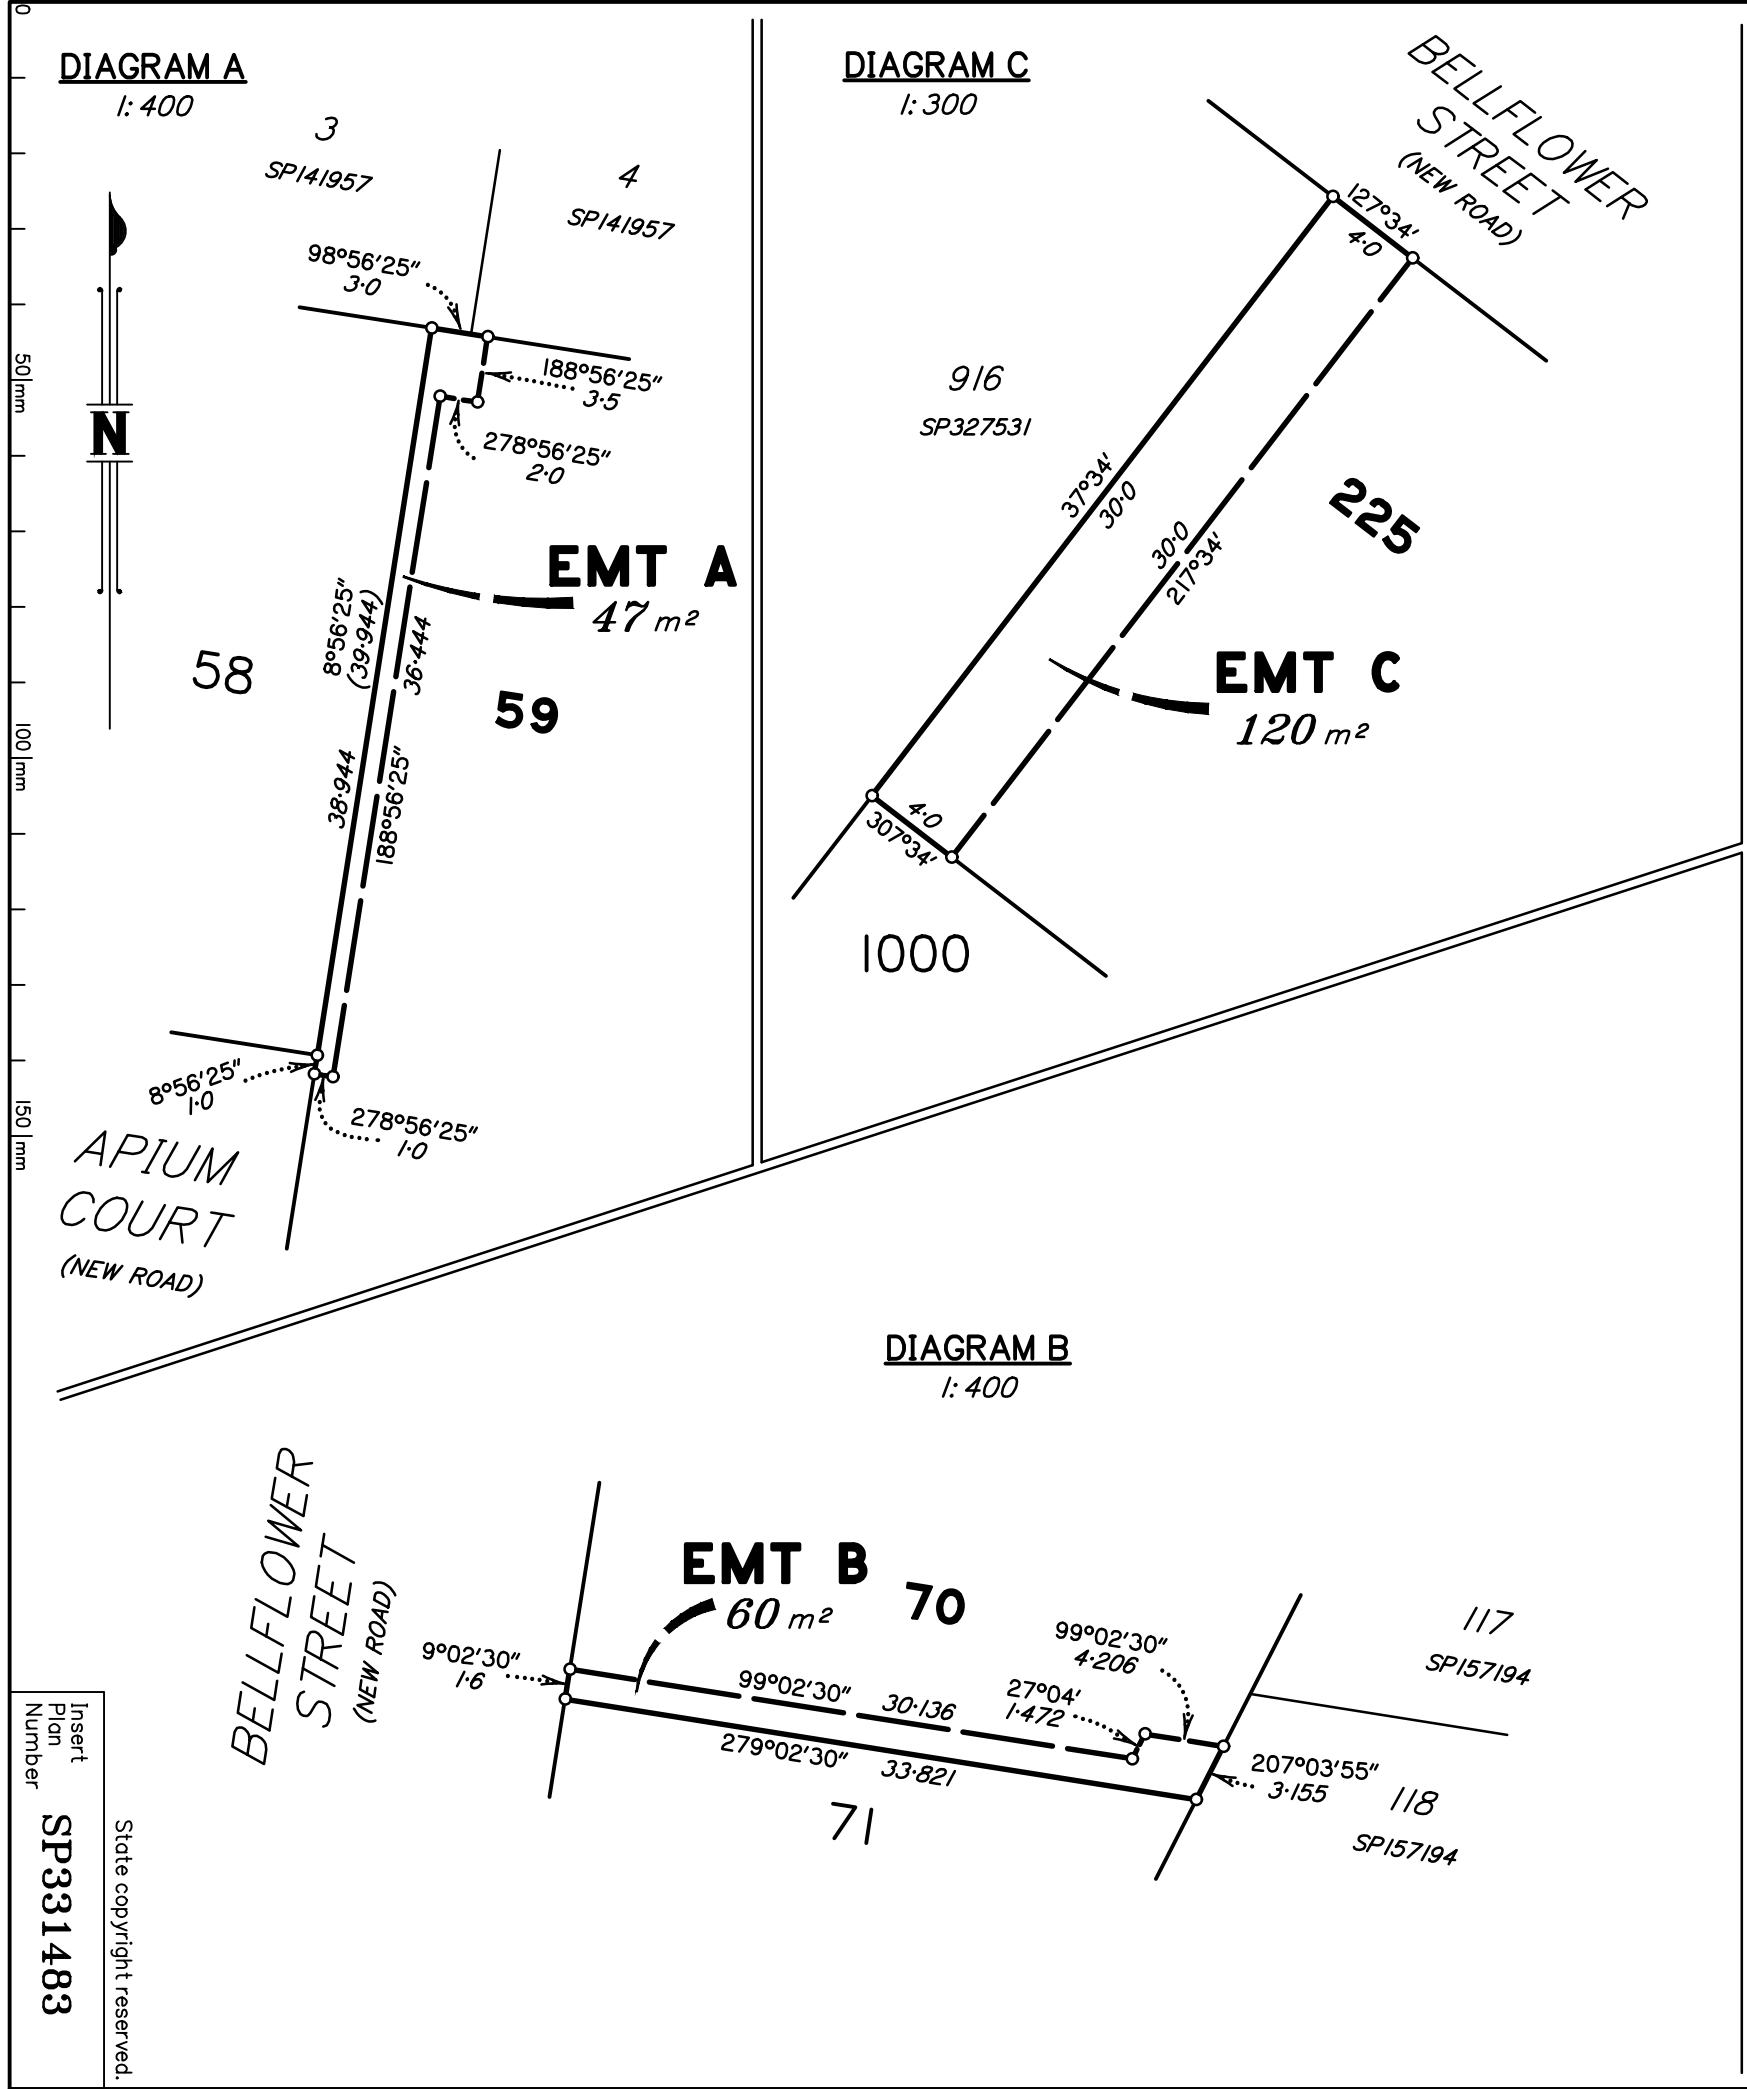 DIAGRAM A
1:400
3
SP141957
4
SP141957
98°56'25"
3·0
188°56'25"
3·5
278°56'25"
2·0
N
EMT A
47 m²
8°56'25"
(39·944)
36·444
58
59
38·944
188°56'25"
8°56'25"
1·0
278°56'25"
1·0
APIUM
COURT
(NEW ROAD)
DIAGRAM C
1:300
BELLFLOWER
STREET
(NEW ROAD)
127°34'
4·0
916
SP327531
37°34'
30·0
30·0
217°34'
225
EMT C
120 m²
4·0
307°34'
1000
DIAGRAM B
1:400
BELLFLOWER
STREET
(NEW ROAD)
EMT B
60 m²
70
9°02'30"
1·6
99°02'30" 30·136
279°02'30" 33·821
99°02'30"
4·206
27°04'
1·472
117
SP157194
207°03'55"
3·155
118
SP157194
71
0
50 mm
100 mm
150 mm
State copyright reserved.
Insert
Plan
Number
SP331483